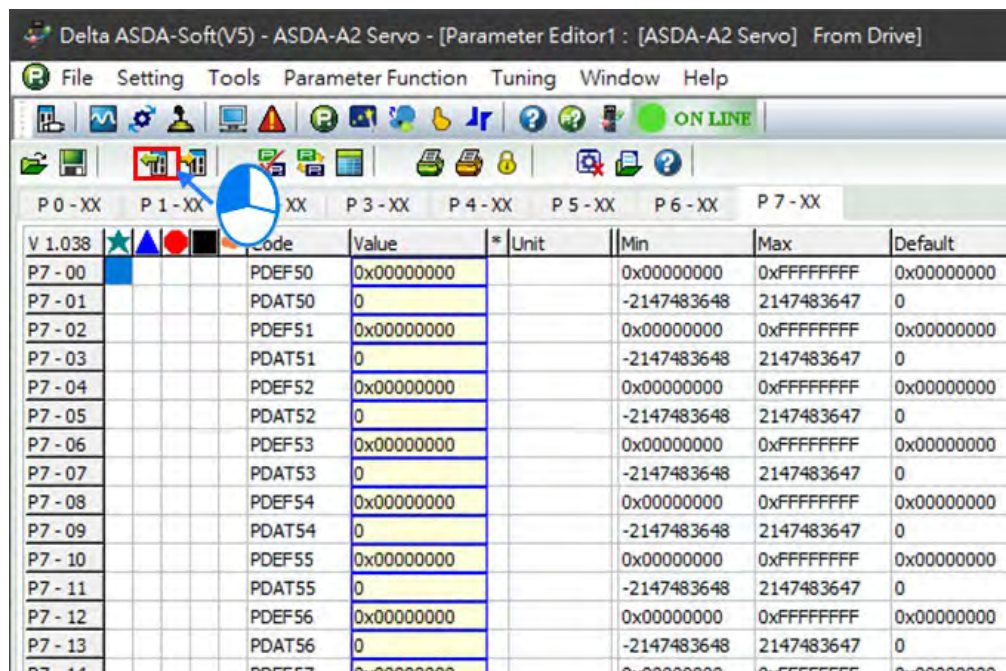 Delta ASDA-Soft(V5) - ASDA-A2 Servo - [Parameter Editor1 : [ASDA-A2 Servo] From Drive]
File Setting Tools Parameter Function Tuning Window Help
ON LINE
P 0 - XX P 1 - XX XX P 3 - XX P 4 - XX P 5 - XX P 6 - XX P 7 - XX
V 1.038 Code Value * Unit Min Max Default
P7 - 00 PDEF50 0x00000000 0x00000000 0xFFFFFFFF 0x00000000
P7 - 01 PDAT50 0 -2147483648 2147483647 0
P7 - 02 PDEF51 0x00000000 0x00000000 0xFFFFFFFF 0x00000000
P7 - 03 PDAT51 0 -2147483648 2147483647 0
P7 - 04 PDEF52 0x00000000 0x00000000 0xFFFFFFFF 0x00000000
P7 - 05 PDAT52 0 -2147483648 2147483647 0
P7 - 06 PDEF53 0x00000000 0x00000000 0xFFFFFFFF 0x00000000
P7 - 07 PDAT53 0 -2147483648 2147483647 0
P7 - 08 PDEF54 0x00000000 0x00000000 0xFFFFFFFF 0x00000000
P7 - 09 PDAT54 0 -2147483648 2147483647 0
P7 - 10 PDEF55 0x00000000 0x00000000 0xFFFFFFFF 0x00000000
P7 - 11 PDAT55 0 -2147483648 2147483647 0
P7 - 12 PDEF56 0x00000000 0x00000000 0xFFFFFFFF 0x00000000
P7 - 13 PDAT56 0 -2147483648 2147483647 0